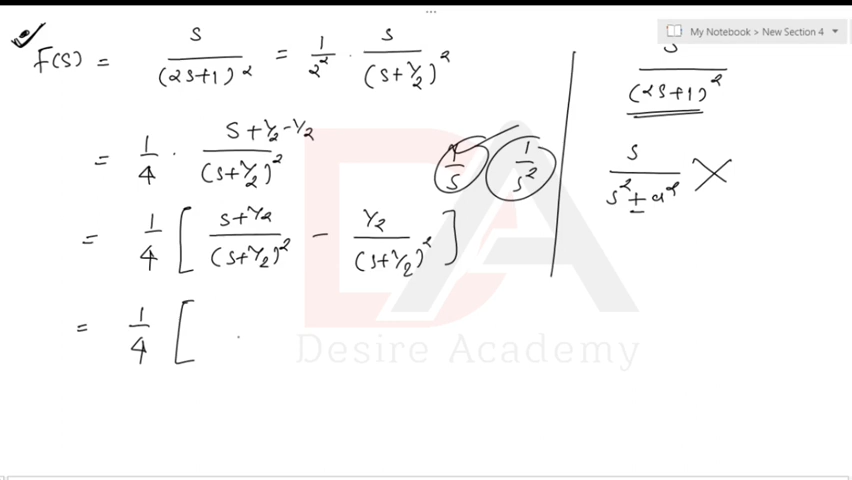 My Notebook > New Section 4
F(s) = s / (2s+1)^2 = 1/2^2 · s / (s+1/2)^2
= 1/4 · (s+1/2-1/2) / (s+1/2)^2
1/s 1/s^2
= 1/4 [ (s+1/2) / (s+1/2)^2 - (1/2) / (s+1/2)^2 ]
= 1/4 [
s / (2s+1)^2
s / (s^2 ± a^2) ×
DA
Desire Academy